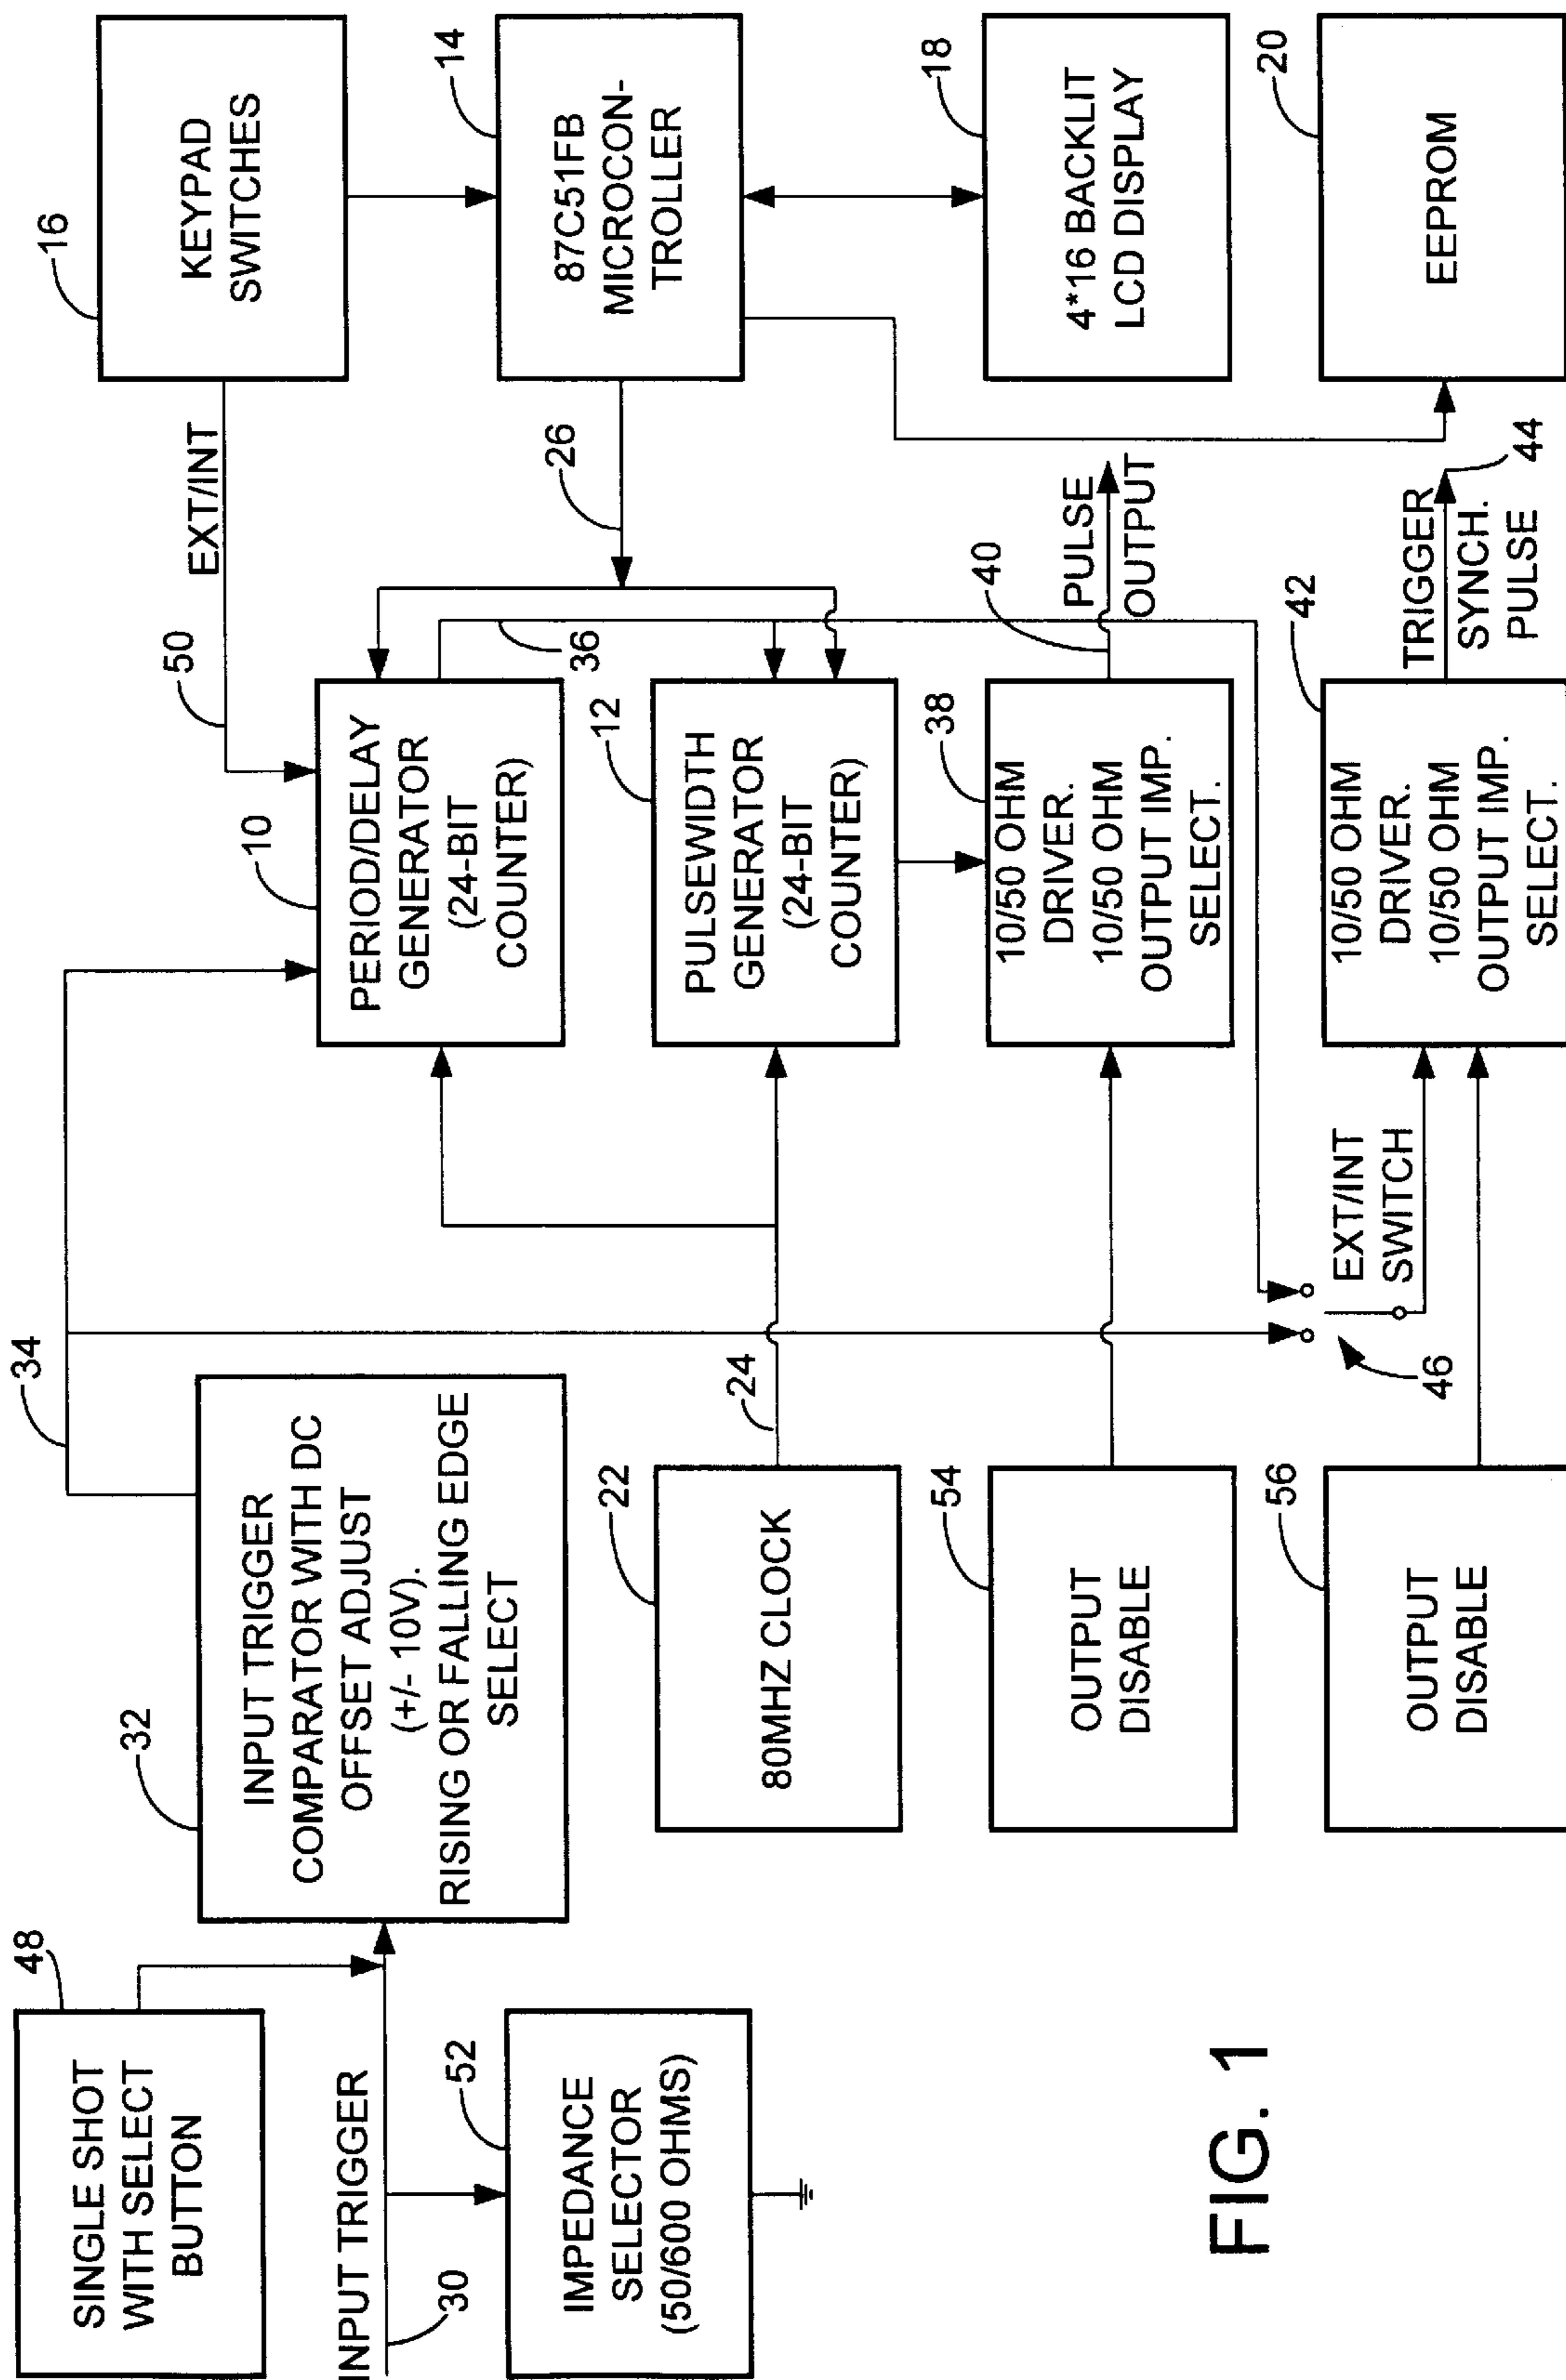 48
SINGLE SHOT
WITH SELECT
BUTTON
INPUT TRIGGER
30
52
IMPEDANCE
SELECTOR
(50/600 OHMS)
32
INPUT TRIGGER
COMPARATOR WITH DC
OFFSET ADJUST
(+/- 10V).
RISING OR FALLING EDGE
SELECT
34
22
80MHZ CLOCK
24
54
OUTPUT
DISABLE
56
OUTPUT
DISABLE
46
EXT/INT
SWITCH
10
PERIOD/DELAY
GENERATOR
(24-BIT
COUNTER)
50
EXT/INT
36
26
12
PULSEWIDTH
GENERATOR
(24-BIT
COUNTER)
38
10/50 OHM
DRIVER.
10/50 OHM
OUTPUT IMP.
SELECT.
40
PULSE
OUTPUT
42
10/50 OHM
DRIVER.
10/50 OHM
OUTPUT IMP.
SELECT.
TRIGGER
SYNCH.
PULSE
44
16
KEYPAD
SWITCHES
14
87C51FB
MICROCON-
TROLLER
18
4*16 BACKLIT
LCD DISPLAY
20
EEPROM
FIG. 1